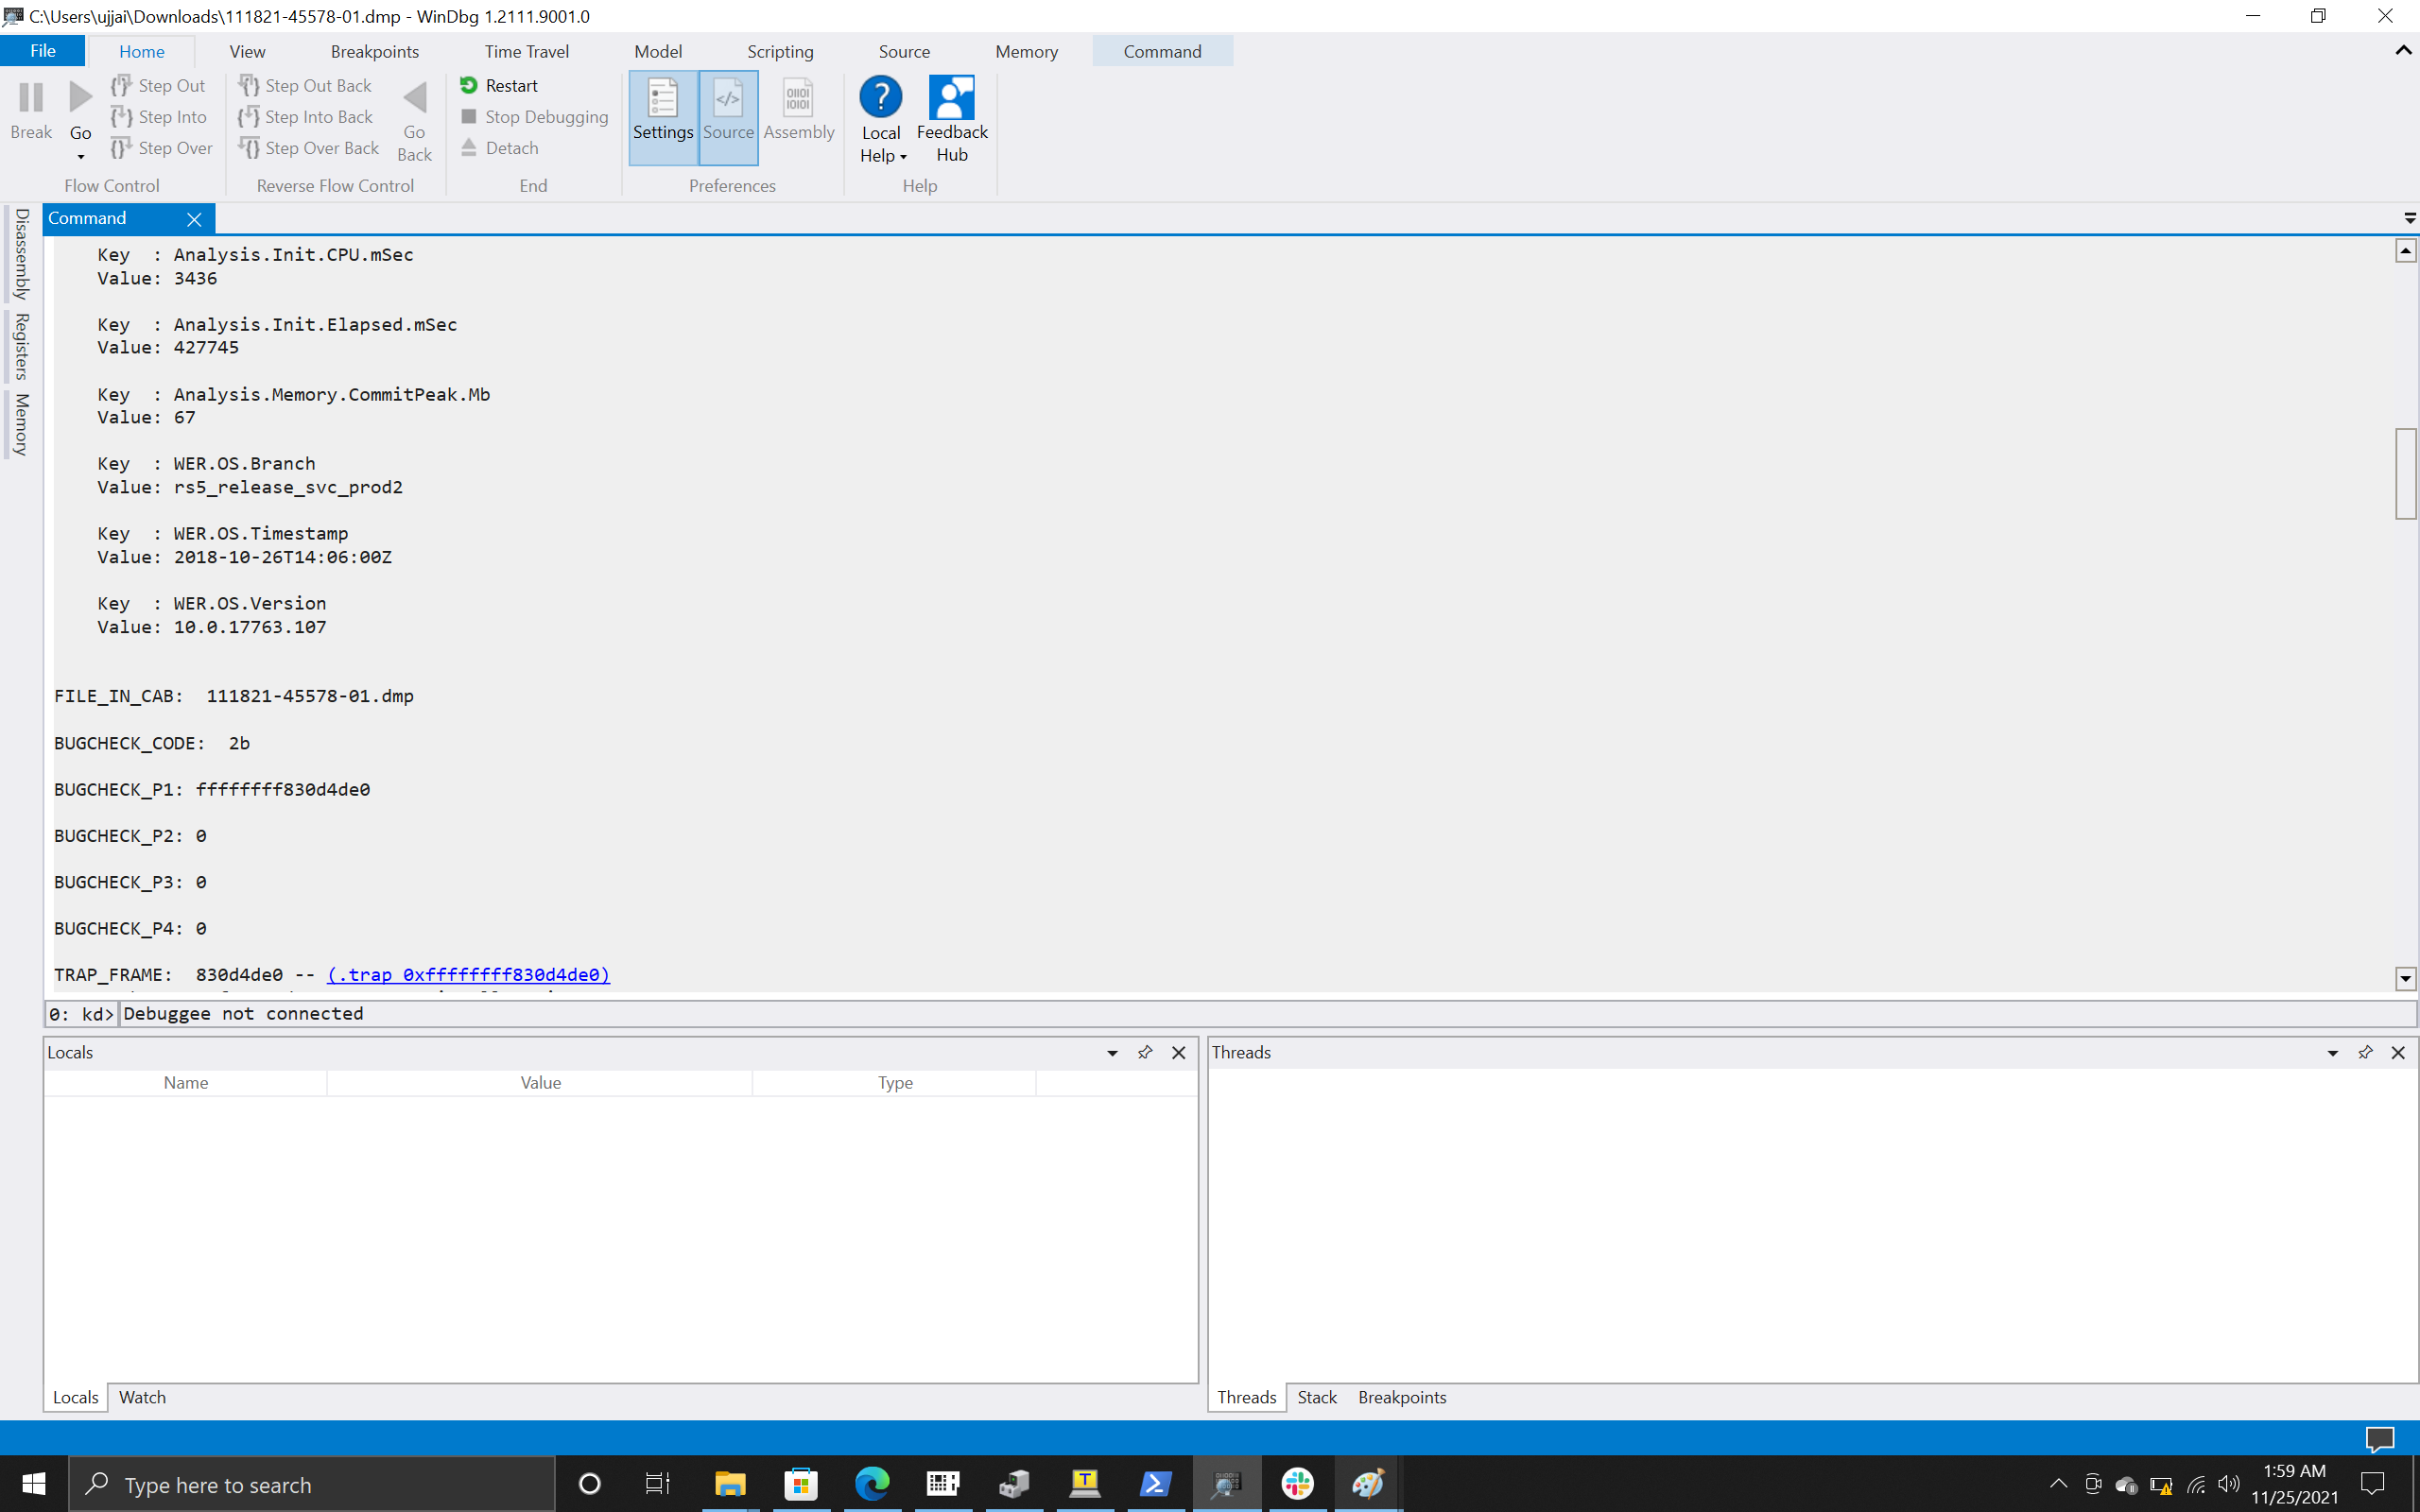 C:\Users\ujjai\Downloads\111821-45578-01.dmp - WinDbg 1.2111.9001.0
File
Home
View
Breakpoints
Time Travel
Model
Scripting
Source
Memory
Command
Break
Go
Step Out
Step Into
Step Over
Flow Control
Step Out Back
Step Into Back
Step Over Back
Go Back
Reverse Flow Control
Restart
Stop Debugging
Detach
End
Settings
Source
Assembly
Preferences
Local Help
Feedback Hub
Help
Disassembly
Registers
Memory
Command
Key  : Analysis.Init.CPU.mSec
Value: 3436
Key  : Analysis.Init.Elapsed.mSec
Value: 427745
Key  : Analysis.Memory.CommitPeak.Mb
Value: 67
Key  : WER.OS.Branch
Value: rs5_release_svc_prod2
Key  : WER.OS.Timestamp
Value: 2018-10-26T14:06:00Z
Key  : WER.OS.Version
Value: 10.0.17763.107
FILE_IN_CAB:  111821-45578-01.dmp
BUGCHECK_CODE:  2b
BUGCHECK_P1: ffffffff830d4de0
BUGCHECK_P2: 0
BUGCHECK_P3: 0
BUGCHECK_P4: 0
TRAP_FRAME:  830d4de0 -- (.trap 0xffffffff830d4de0)
0: kd> Debuggee not connected
Locals
Name
Value
Type
Locals
Watch
Threads
Threads
Stack
Breakpoints
Type here to search
1:59 AM
11/25/2021